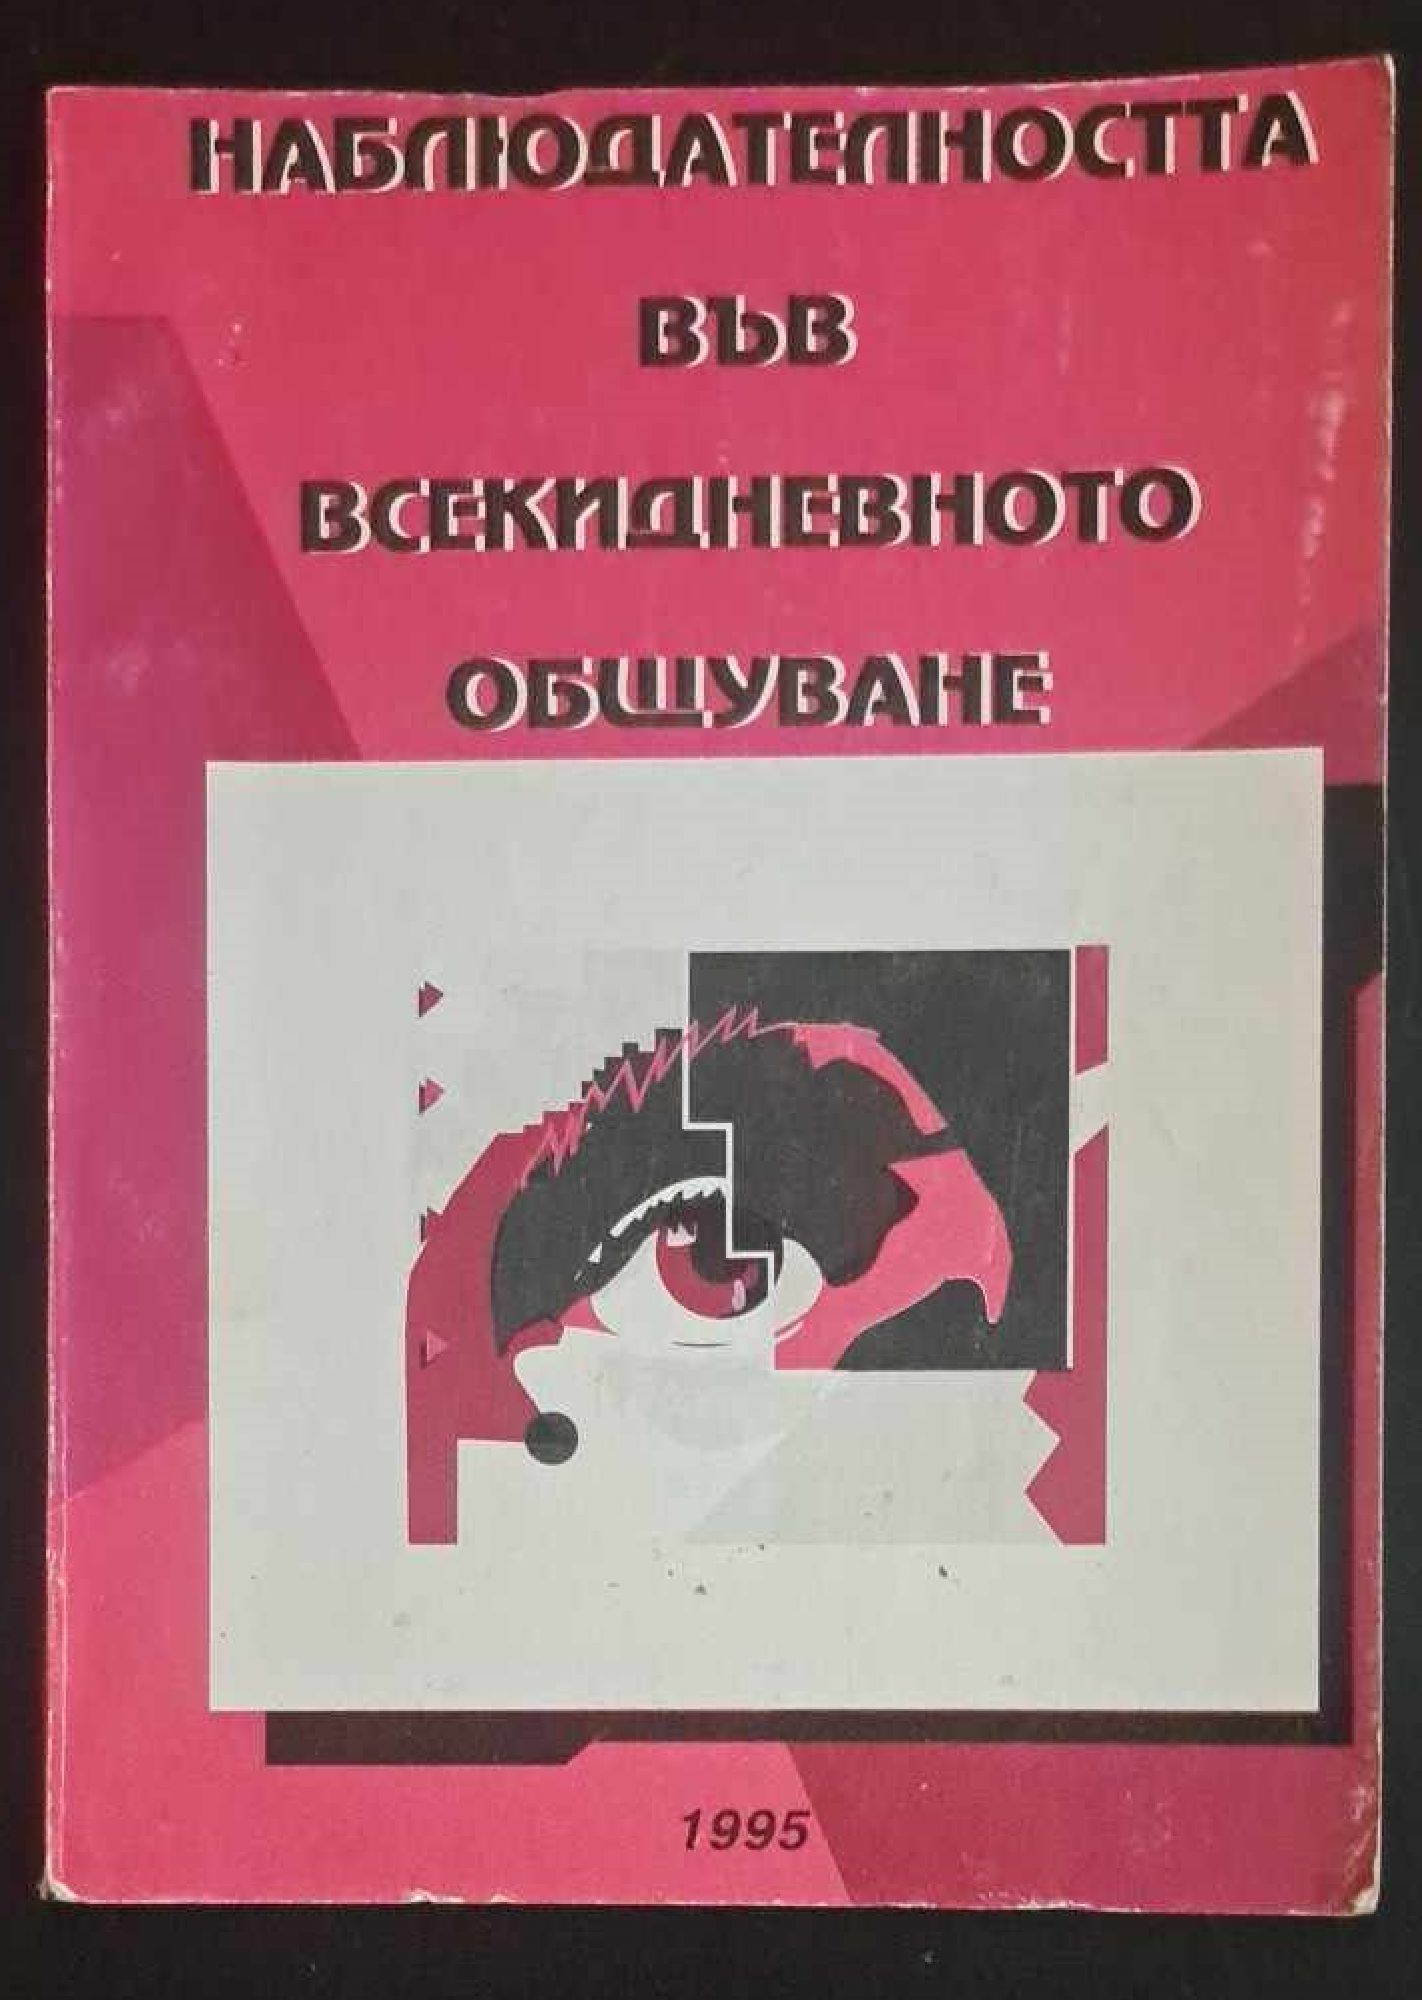 НАБЛЮДАТЕЛНОСТТА
ВЪВ
ВСЕКИДНЕВНОТО
ОБЩУВАНЕ
1995